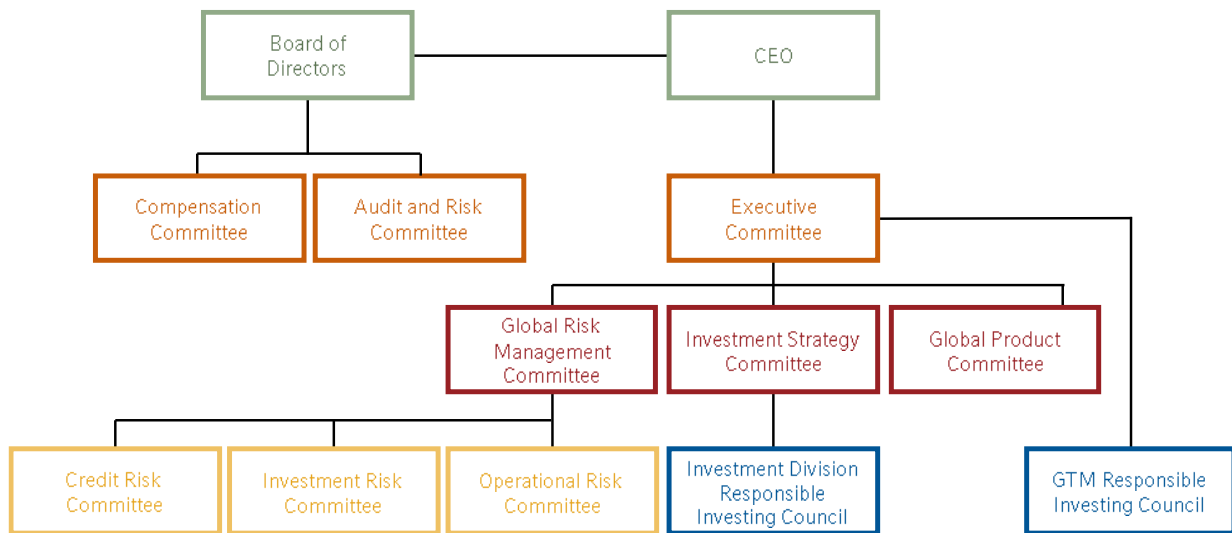 Board of
Directors
CEO
Compensation
Committee
Audit and Risk
Committee
Executive
Committee
Global Risk
Management
Committee
Investment Strategy
Committee
Global Product
Committee
Credit Risk
Committee
Investment Risk
Committee
Operational Risk
Committee
Investment Division
Responsible
Investing Council
GTM Responsible
Investing Council